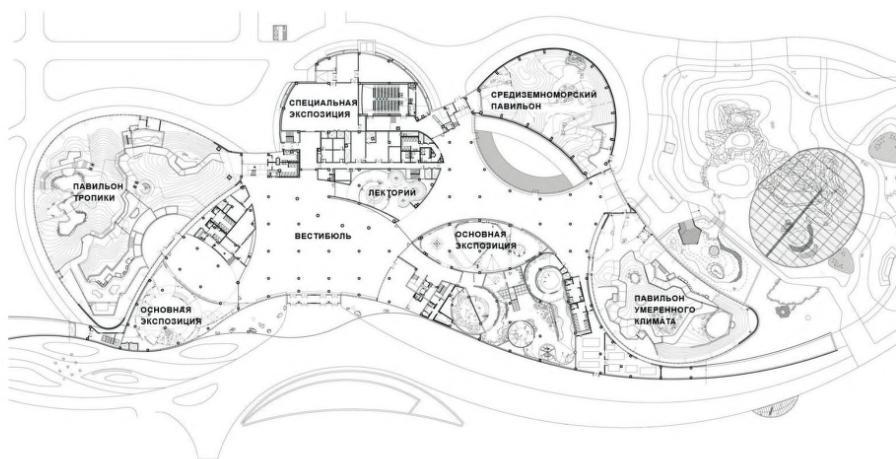 СПЕЦИАЛЬНАЯ
ЭКСПОЗИЦИЯ
СРЕДИЗЕМНОМОРСКИЙ
ПАВИЛЬОН
ПАВИЛЬОН
ТРОПИКИ
ЛЕКТОРИЙ
ВЕСТИБЮЛЬ
ОСНОВНАЯ
ЭКСПОЗИЦИЯ
ОСНОВНАЯ
ЭКСПОЗИЦИЯ
ПАВИЛЬОН
УМЕРЕННОГО
КЛИМАТА